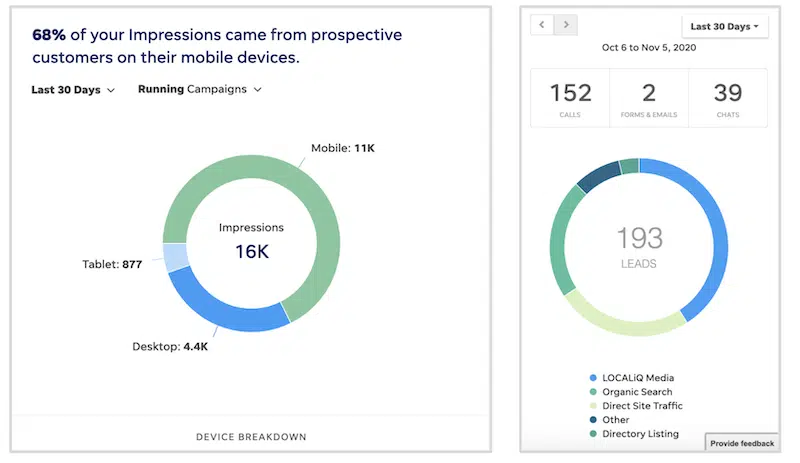 68% of your Impressions came from prospective
customers on their mobile devices.
Last 30 Days
Running Campaigns
Mobile: 11K
Impressions
16K
Tablet: 877
Desktop: 4.4K
DEVICE BREAKDOWN
Last 30 Days
Oct 6 to Nov 5, 2020
152
CALLS
2
FORMS & EMAILS
39
CHATS
193
LEADS
LOCALiQ Media
Organic Search
Direct Site Traffic
Other
Directory Listing
Provide feedback